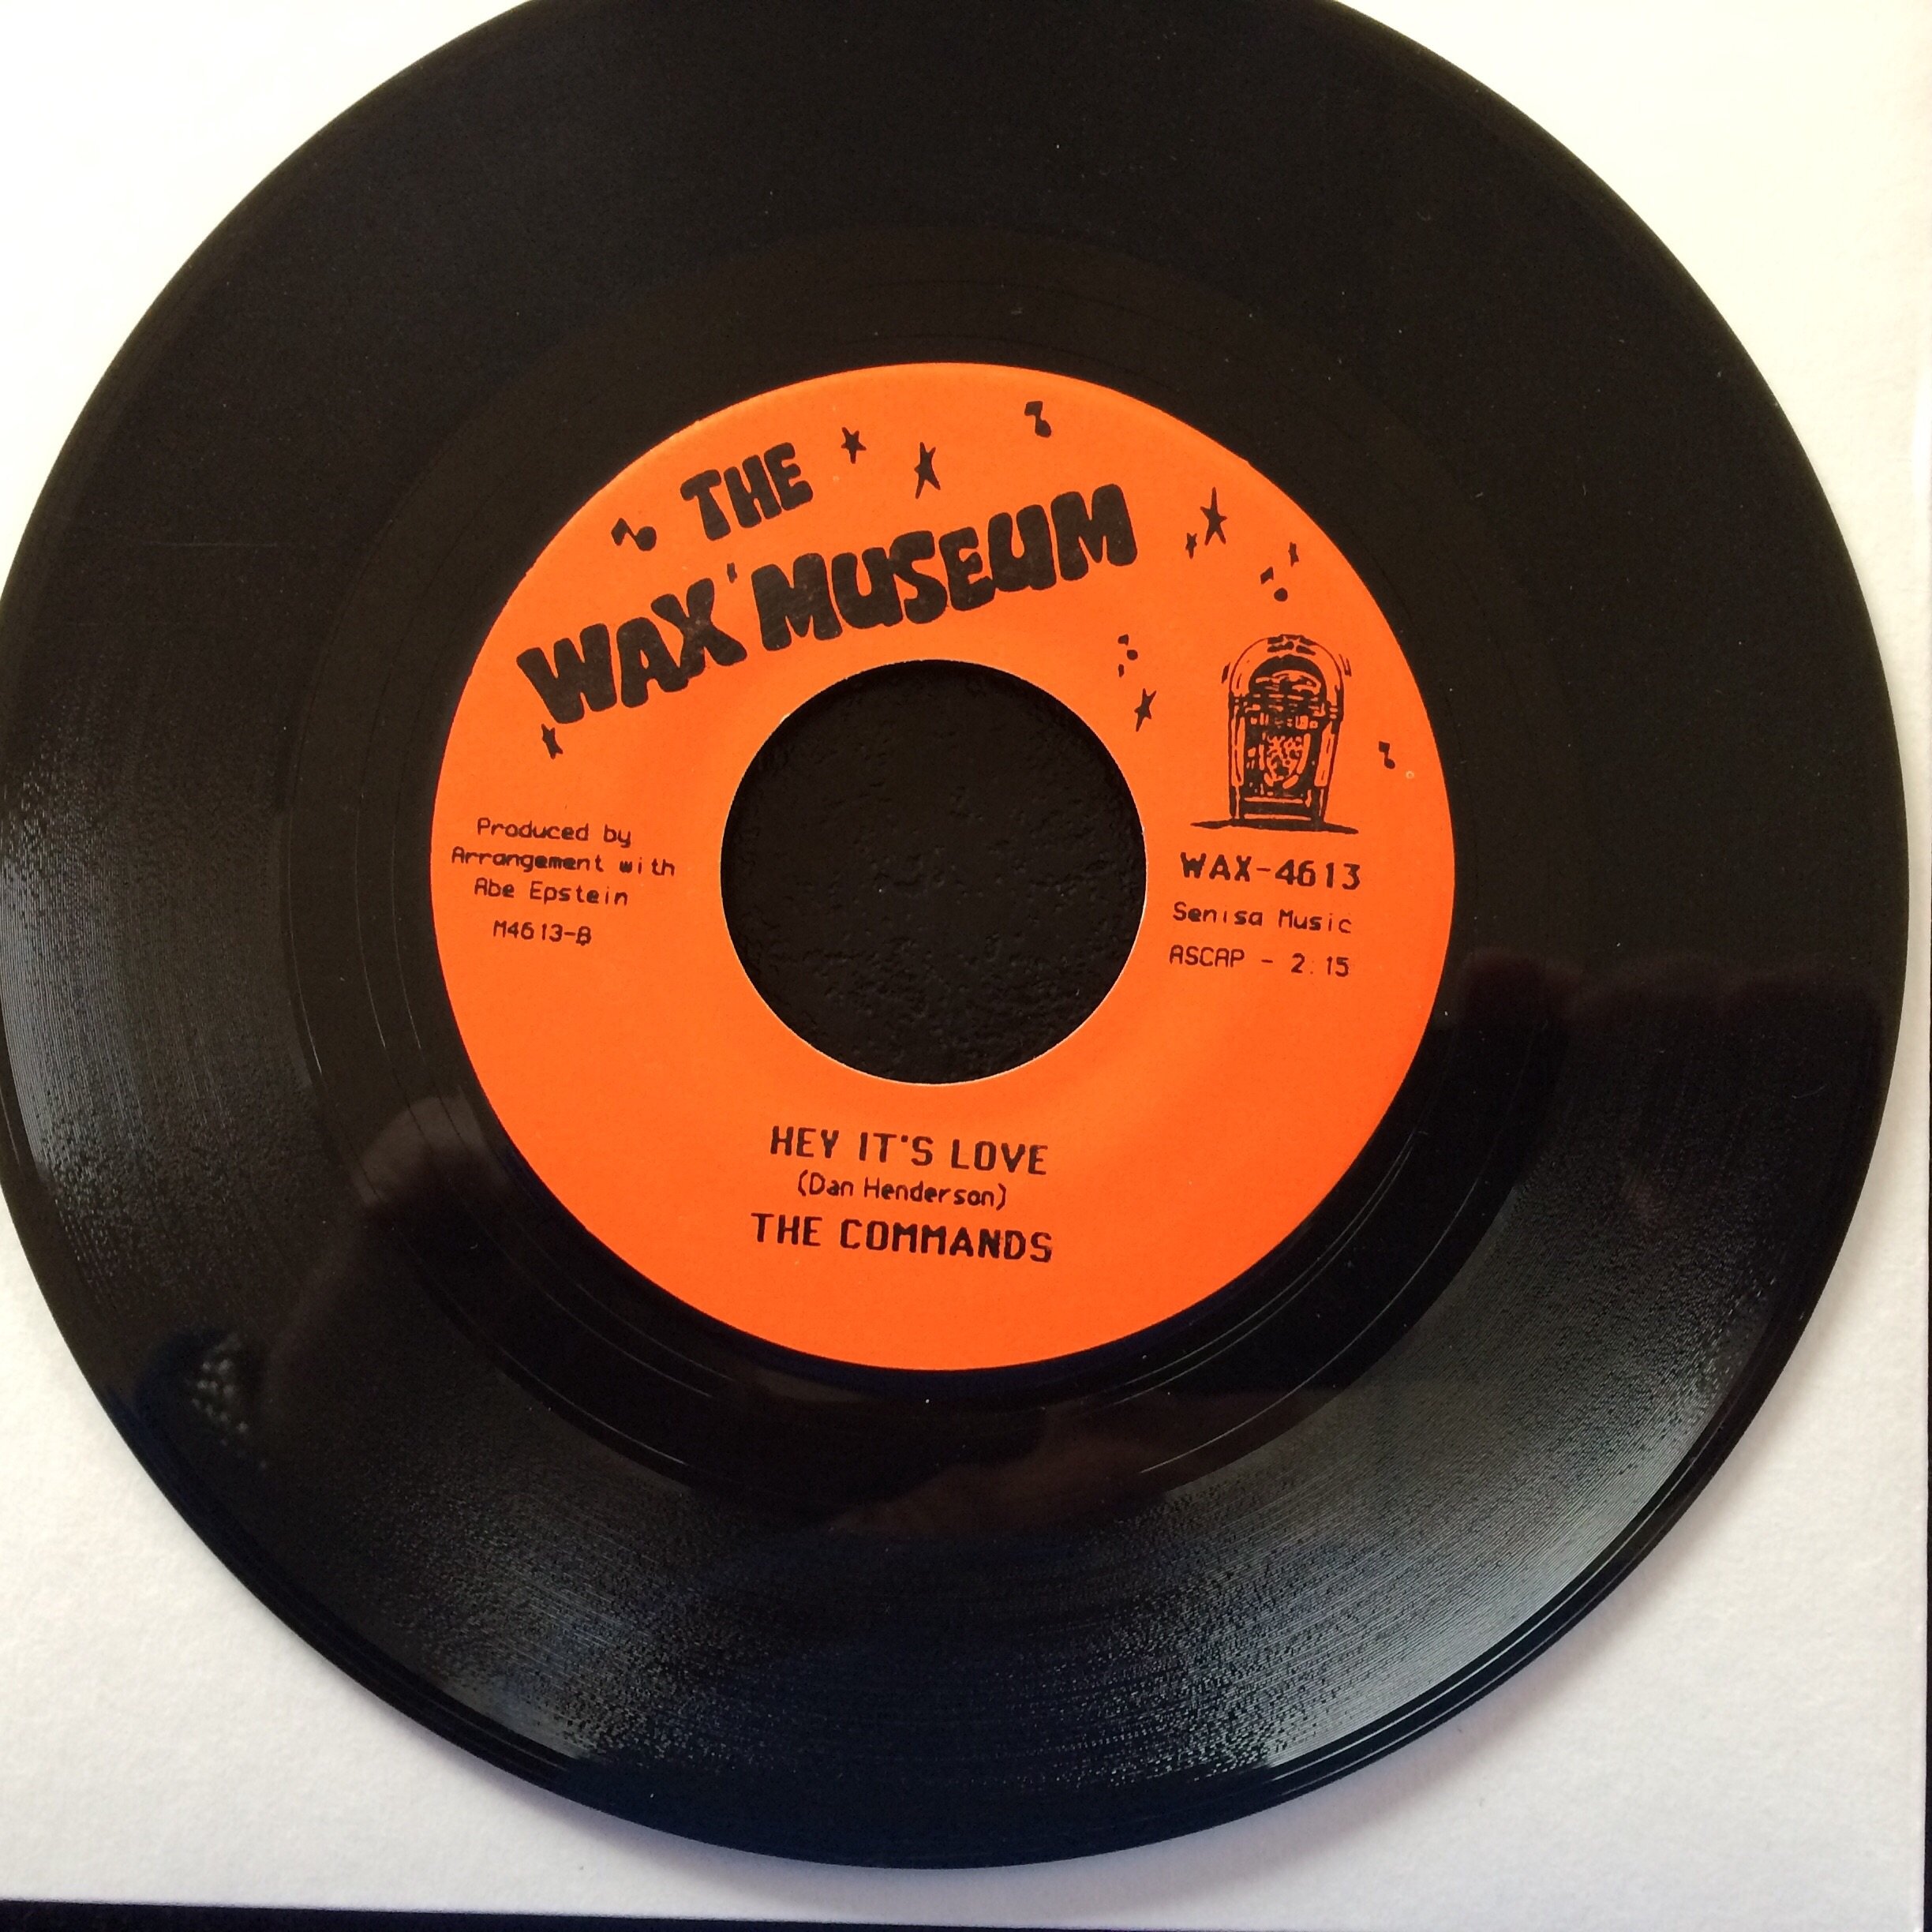 THE
WAX MUSEUM
Produced by
Arrangement with
Abe Epstein
M4613-B
WAX-4613
Senisa Music
ASCAP - 2:15
HEY IT'S LOVE
(Dan Henderson)
THE COMMANDS